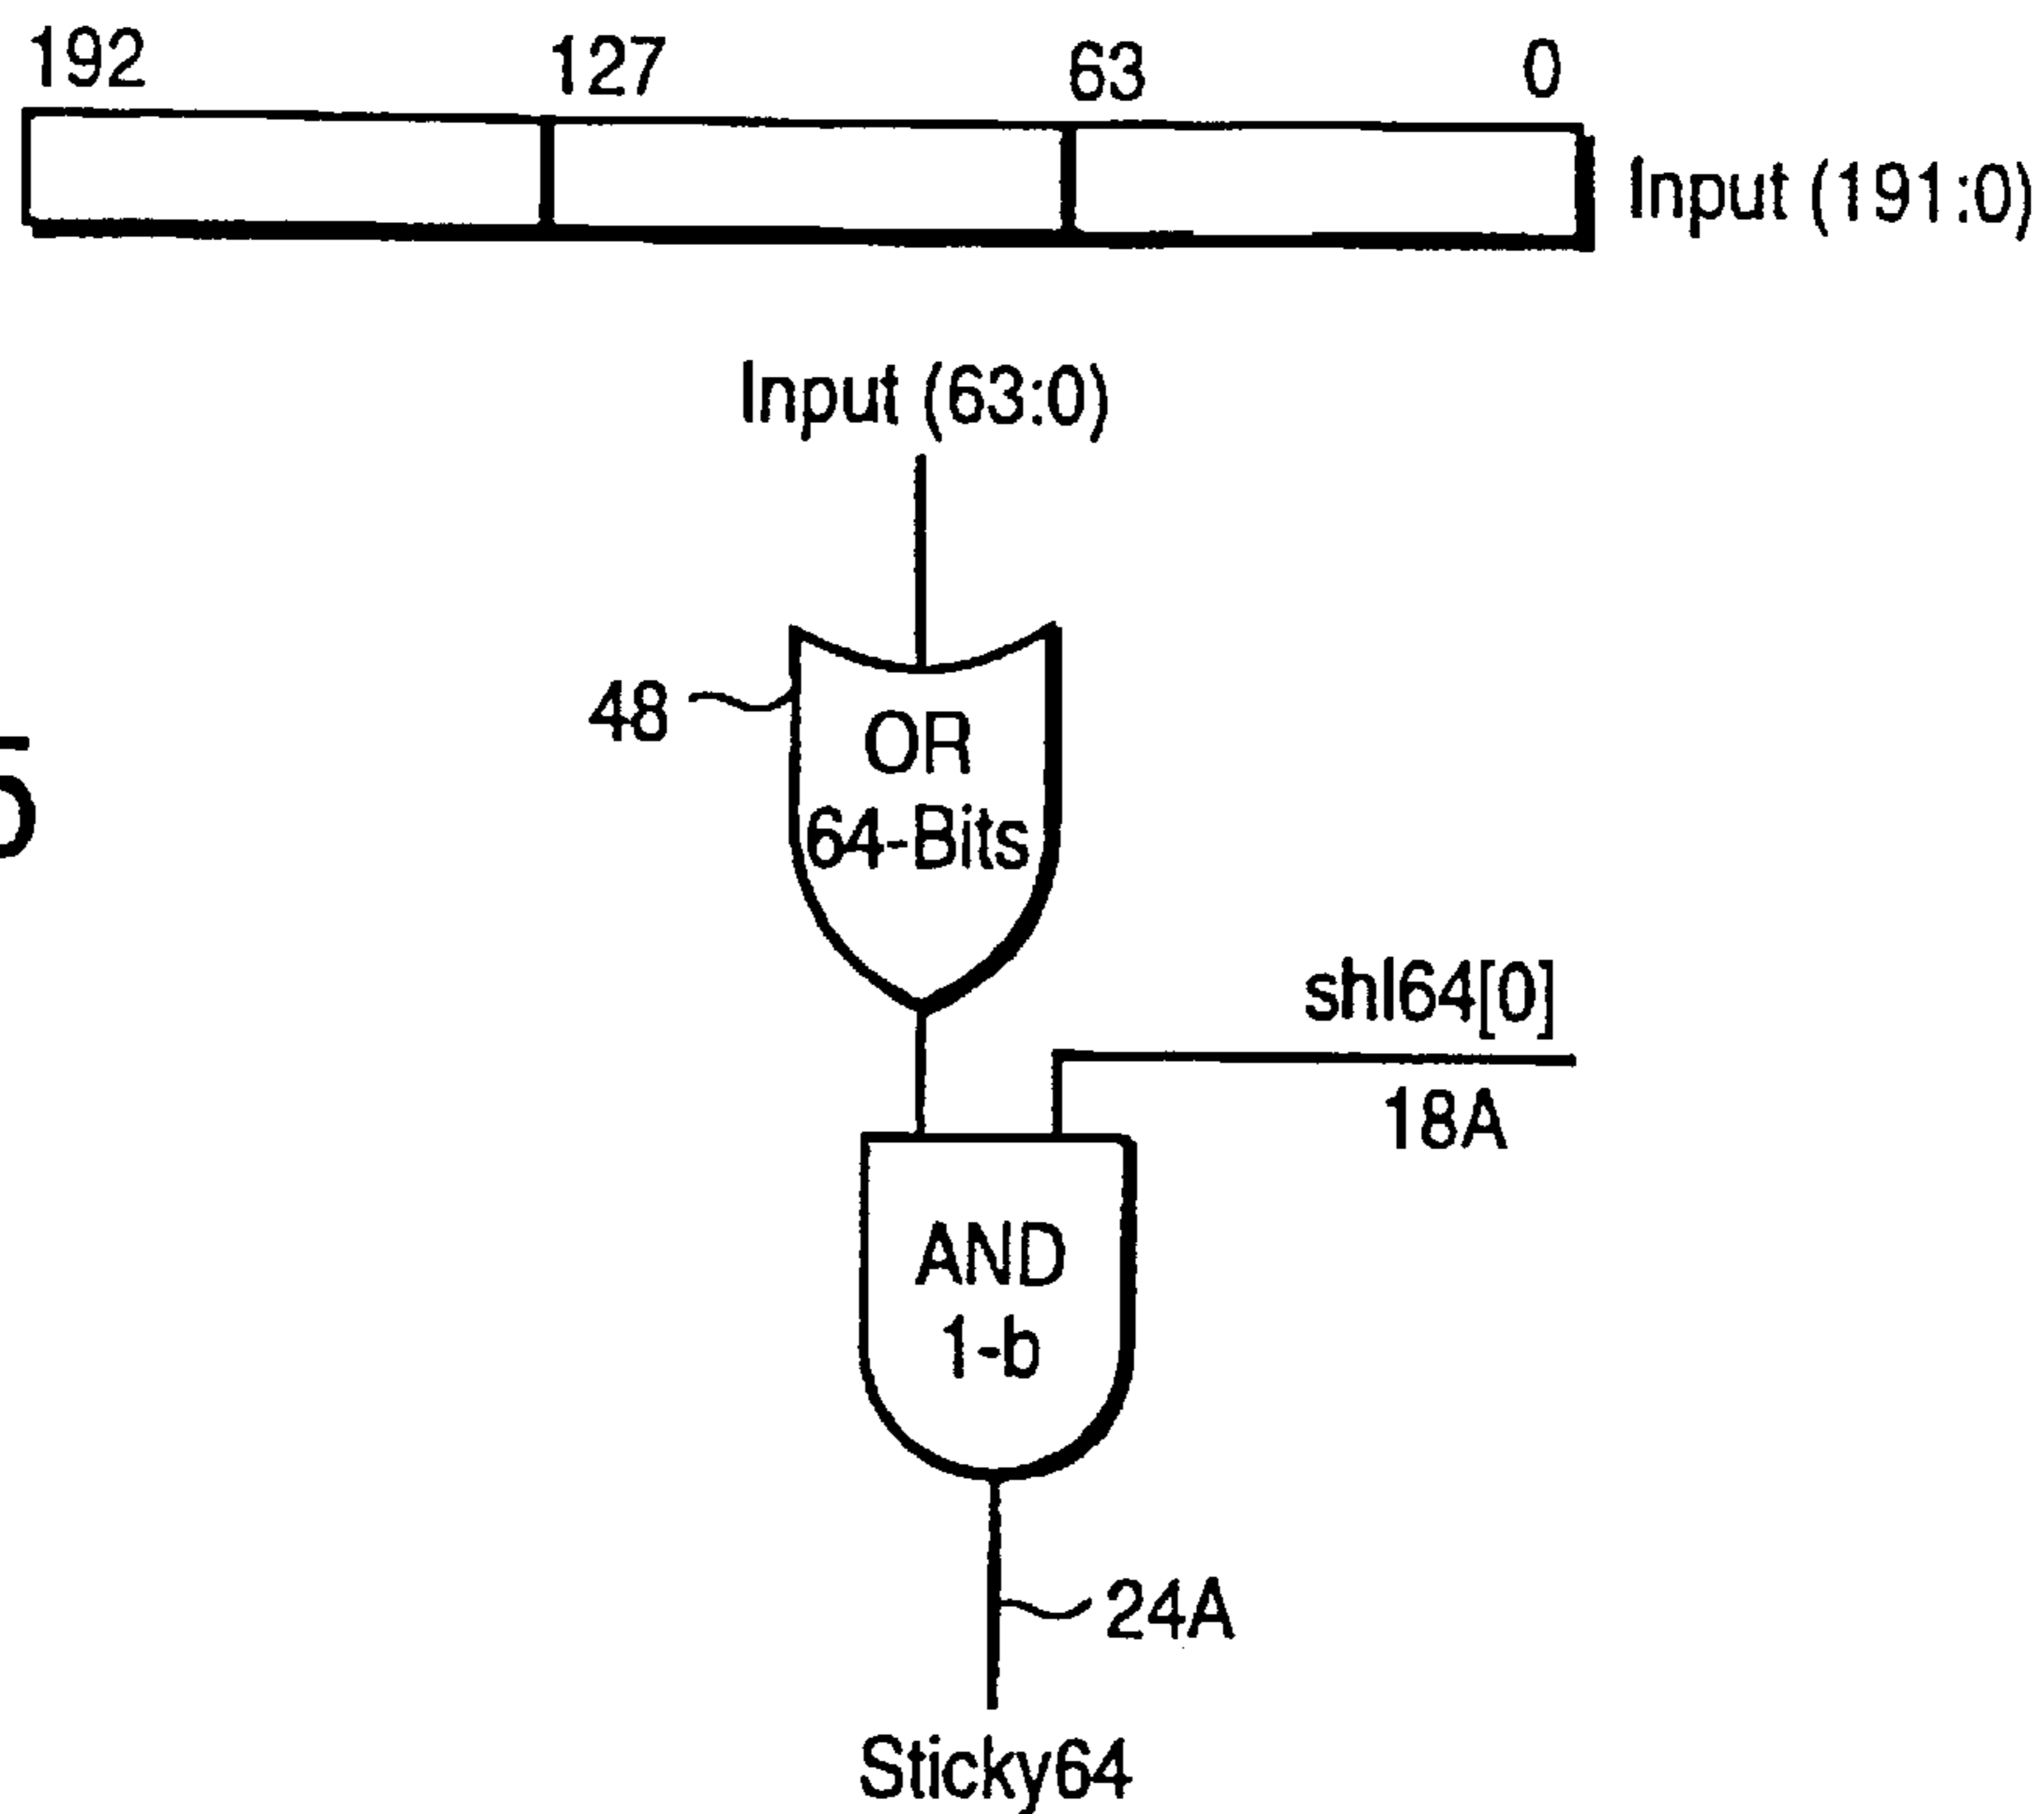 192 127 63 0
Input (191:0)
Input (63:0)
48
OR
64-Bits
shl64[0]
18A
AND
1-b
24A
Sticky64